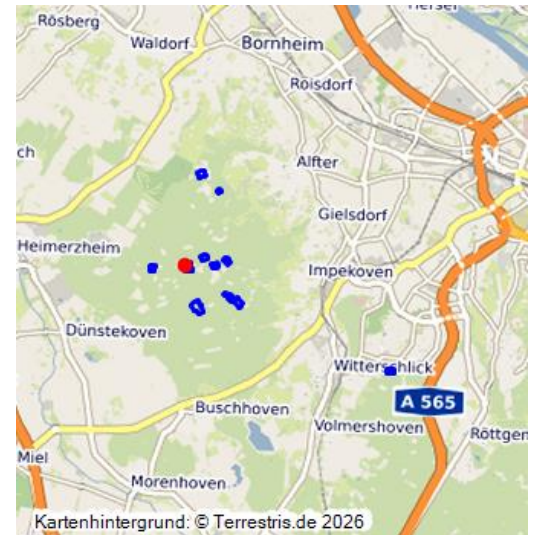 Rösberg
Waldorf
Bornheim
Roisdorf
ch
Alfter
Gielsdorf
Heimerzheim
Impekoven
Dünstekoven
Witterschlick
A 565
Buschhoven
Volmershoven
Röttgen
Miel
Morenhoven
Kartenhintergrund: © Terrestris.de 2026